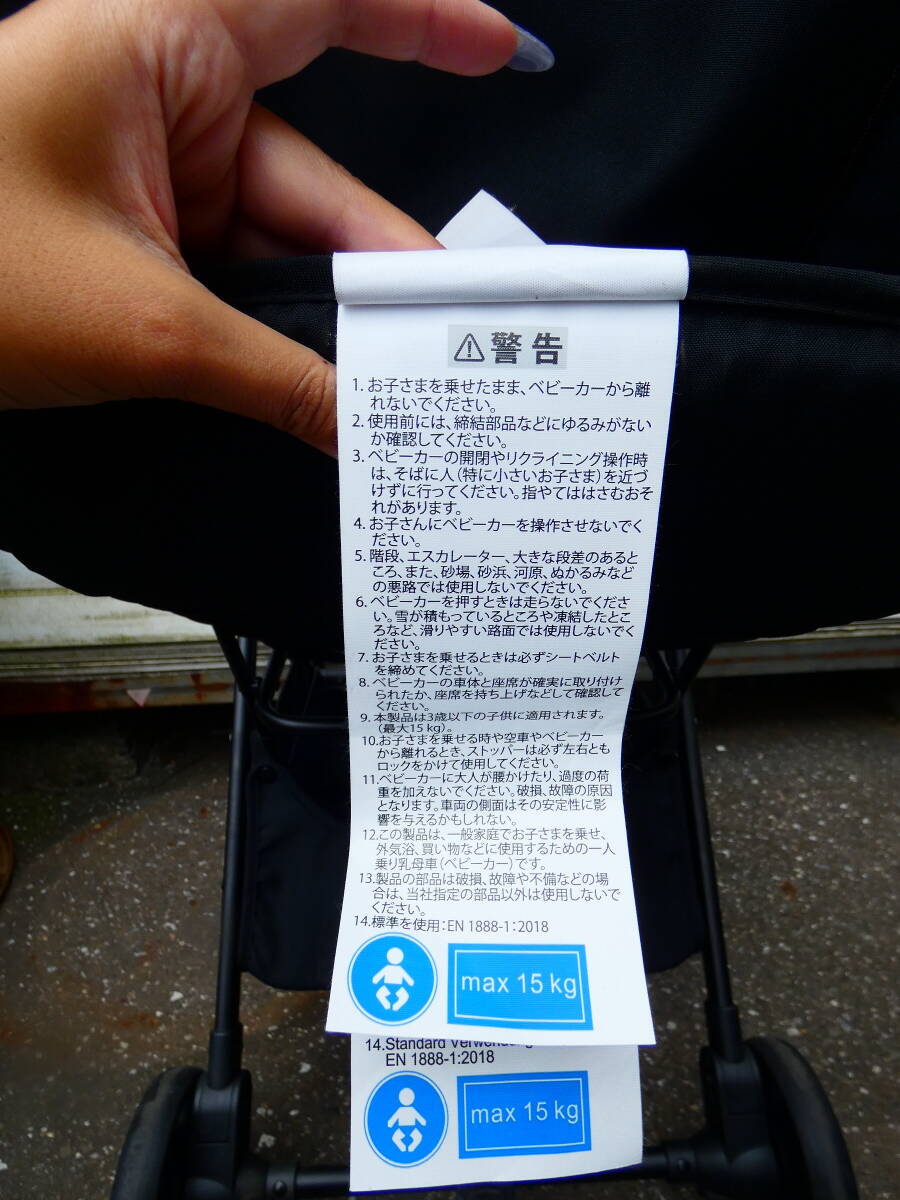 ⚠警告
1. お子さまを乗せたまま、ベビーカーから離
れないでください。
2. 使用前には、締結部品などにゆるみがない
か確認してください。
3. ベビーカーの開閉やリクライニング操作時
は、そばに人（特に小さいお子さま）を近づ
けずに行ってください。指やてははさむおそ
れがあります。
4. お子さんにベビーカーを操作させないでく
ださい。
5. 階段、エスカレーター、大きな段差のあると
ころ、また、砂場、砂浜、河原、ぬかるみなど
の悪路では使用しないでください。
6. ベビーカーを押すときは走らないでくださ
い。雪が積もっているところや凍結したとこ
ろなど、滑りやすい路面では使用しないでく
ださい。
7. お子さまを乗せるときは必ずシートベルト
を締めてください。
8. ベビーカーの車体と座席が確実に取り付け
られたか、座席を持ち上げなどして確認して
ください。
9. 本製品は3歳以下の子供に適用されます。
（最大15 kg）。
10.お子さまを乗せる時や空車やベビーカー
から離れるとき、ストッパーは必ず左右とも
ロックをかけて使用してください。
11.ベビーカーに大人が腰かけたり、過度の荷
重を加えないでください。破損、故障の原因
となります。車両の側面はその安定性に影
響を与えるかもしれない。
12.この製品は、一般家庭でお子さまを乗せ、
外気浴、買い物などに使用するための一人
乗り乳母車（ベビーカー）です。
13.製品の部品は破損、故障や不備などの場
合は、当社指定の部品以外は使用しないで
ください。
14.標準を使用：EN 1888-1：2018
max 15 kg
14.Standard Verwendung
EN 1888-1:2018
max 15 kg